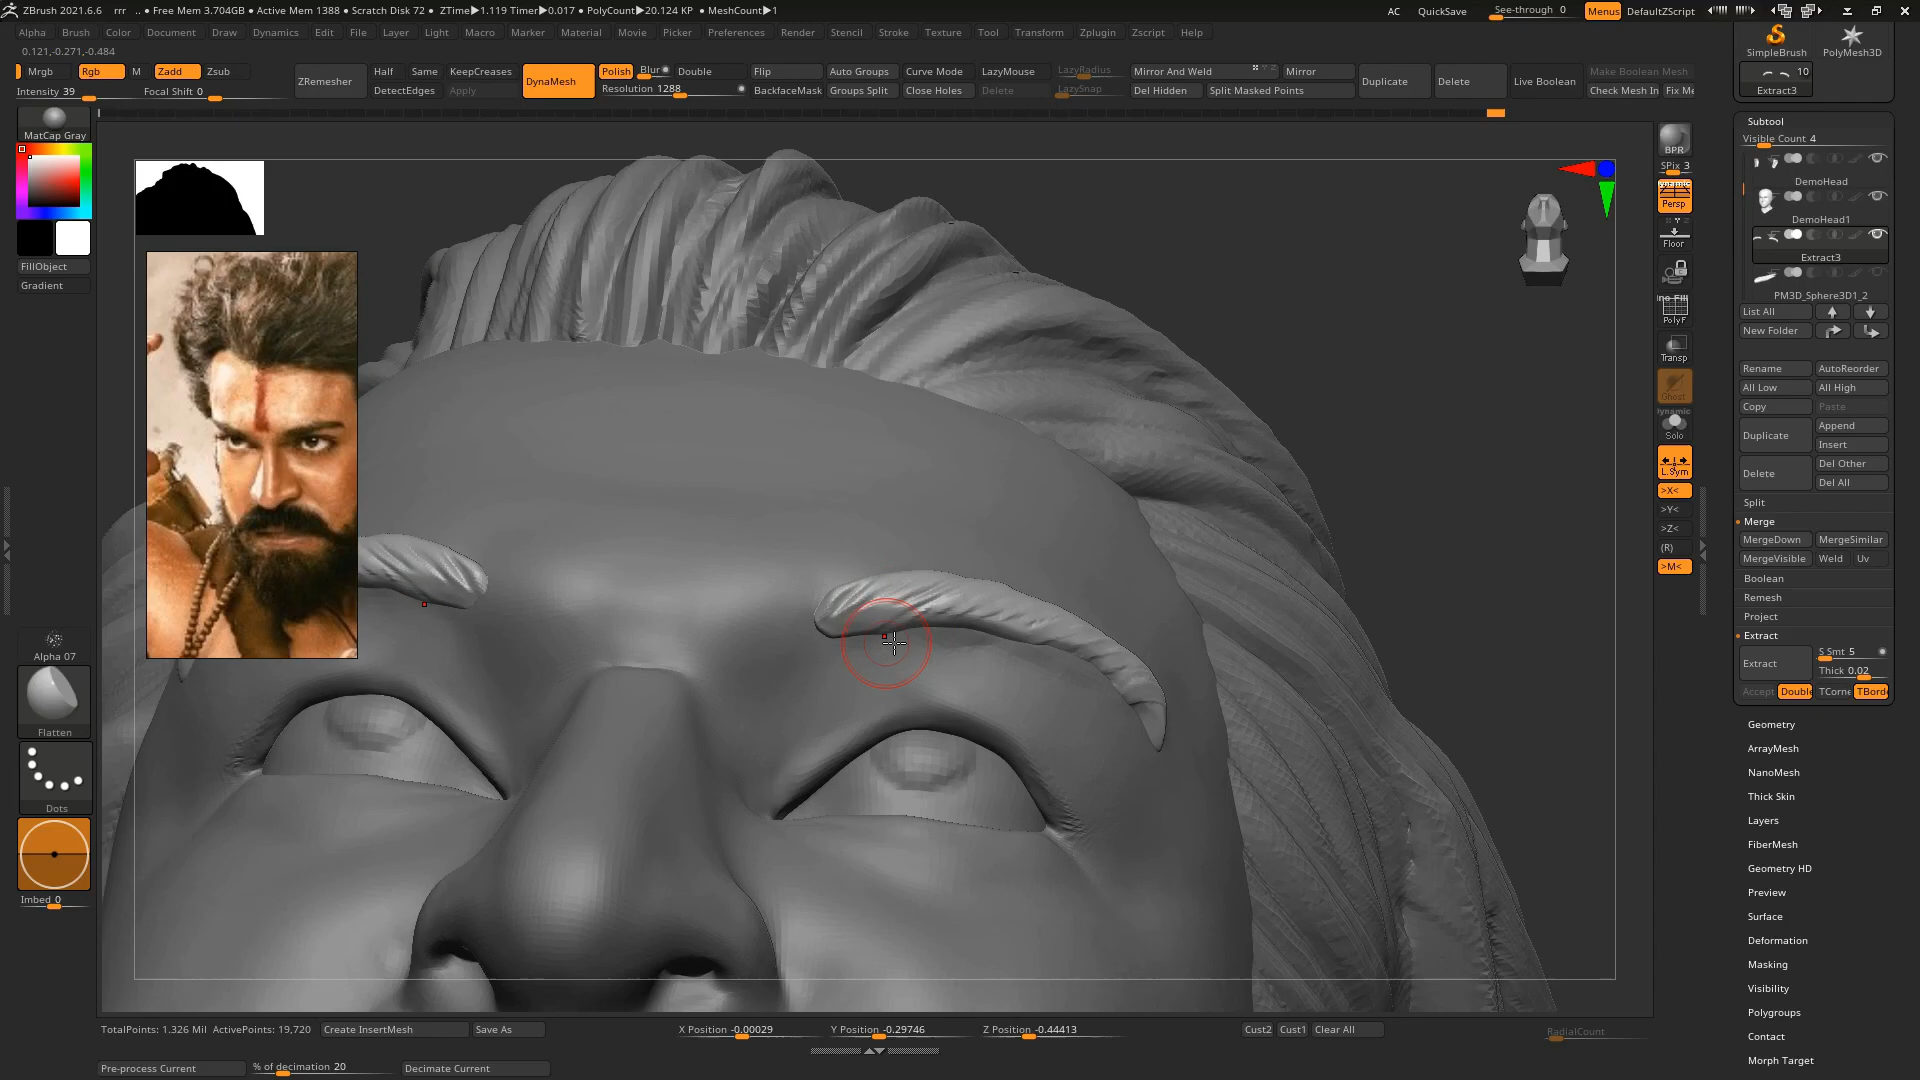 ZBrush 2021.6.6 rrr .. • Free Mem 3.704GB • Active Mem 1388 • Scratch Disk 72 • ZTime▶1.119 Timer▶0.017 • PolyCount▶20.124 KP • MeshCount▶1 AC QuickSave See-through 0 Menus DefaultZScript
Alpha Brush Color Document Draw Dynamics Edit File Layer Light Macro Marker Material Movie Picker Preferences Render Stencil Stroke Texture Tool Transform Zplugin Zscript Help
0.121,-0.271,-0.484
Mrgb Rgb M Zadd Zsub
Intensity 39 Focal Shift 0
ZRemesher
Half Same KeepCreases
DetectEdges Apply
DynaMesh
Polish Blur Double
Resolution 1288
Flip Auto Groups Curve Mode LazyMouse LazyRadius
BackfaceMask Groups Split Close Holes Delete LazySnap
Mirror And Weld Mirror
Del Hidden Split Masked Points
Duplicate Delete Live Boolean
Make Boolean Mesh
Check Mesh In Fix Me
SimpleBrush PolyMesh3D
10
Extract3
MatCap Gray
FillObject
Gradient
Alpha 07
Flatten
Dots
Imbed 0
BPR
SPix 3
Persp
Floor
PolyF
Transp
Ghost
Dynamic
Solo
L.Sym
>X<
>Y<
>Z<
(R)
>M<
Subtool
Visible Count 4
DemoHead
DemoHead1
Extract3
PM3D_Sphere3D1_2
List All
New Folder
Rename AutoReorder
All Low All High
Copy Paste
Duplicate Append
Insert
Delete Del Other
Del All
Split
Merge
MergeDown MergeSimilar
MergeVisible Weld Uv
Boolean
Remesh
Project
Extract
Extract S Smt 5
Thick 0.02
Accept Double TCorne TBorde
Geometry
ArrayMesh
NanoMesh
Thick Skin
Layers
FiberMesh
Geometry HD
Preview
Surface
Deformation
Masking
Visibility
Polygroups
Contact
Morph Target
TotalPoints: 1.326 Mil ActivePoints: 19,720 Create InsertMesh Save As X Position -0.00029 Y Position -0.29746 Z Position -0.44413 Cust2 Cust1 Clear All RadialCount
Pre-process Current % of decimation 20 Decimate Current